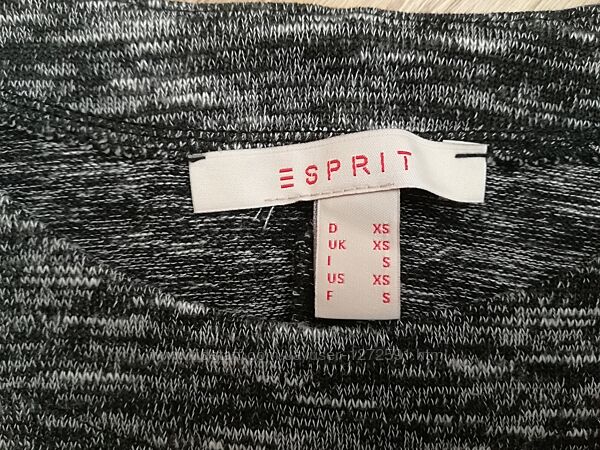 ESPRIT
D XS
UK XS
I S
US XS
F S